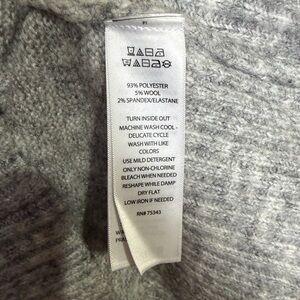 93% POLYESTER
5% WOOL
2% SPANDEX/ELASTANE
TURN INSIDE OUT
MACHINE WASH COOL -
DELICATE CYCLE
WASH WITH LIKE
COLORS
USE MILD DETERGENT
ONLY NON-CHLORINE
BLEACH WHEN NEEDED
RESHAPE WHILE DAMP
DRY FLAT
LOW IRON IF NEEDED
RN# 75343